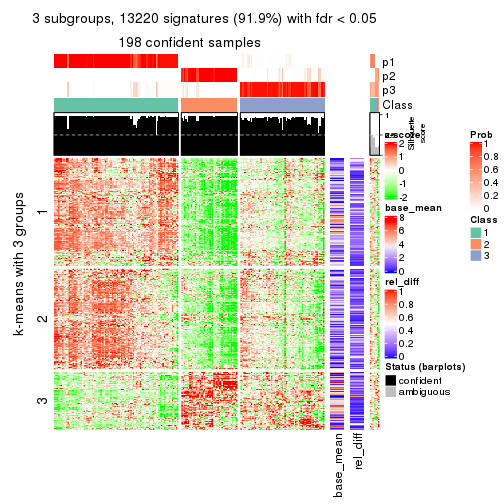 3 subgroups, 13220 signatures (91.9%) with fdr < 0.05
198 confident samples
p1
p2
p3
Class
1
Silhouette
score
k-means with 3 groups
1
2
3
base_mean
rel_diff
z-score
2
1
0
-2
base_mean
8
6
4
2
0
rel_diff
1
0.8
0.6
0.4
0.2
0
Status (barplots)
confident
ambiguous
Prob
1
0.8
0.6
0.4
0.2
0
Class
1
2
3